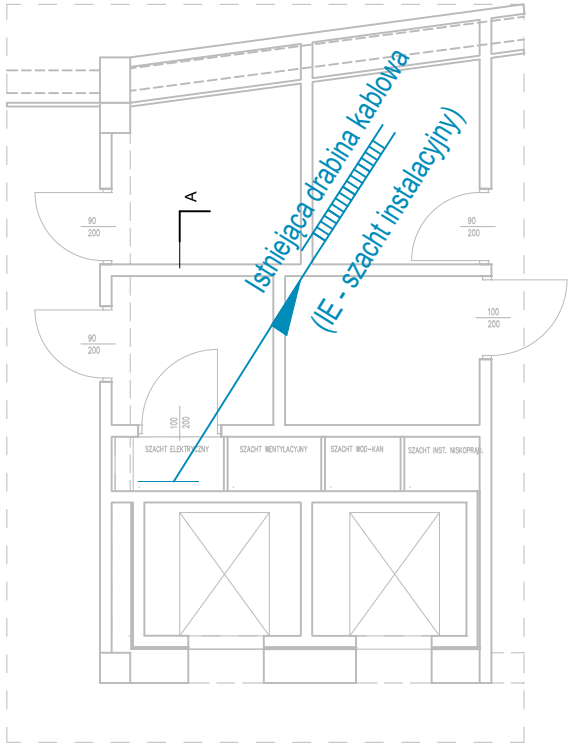 Istniejąca drabina kablowa
(IE - szacht instalacyjny)
A
90
200
90
200
90
200
100
200
100
200
SZACHT ELEKTRYCZNY
SZACHT WENTYLACYJNY
SZACHT WOD-KAN
SZACHT INST. NISKOPRĄD.